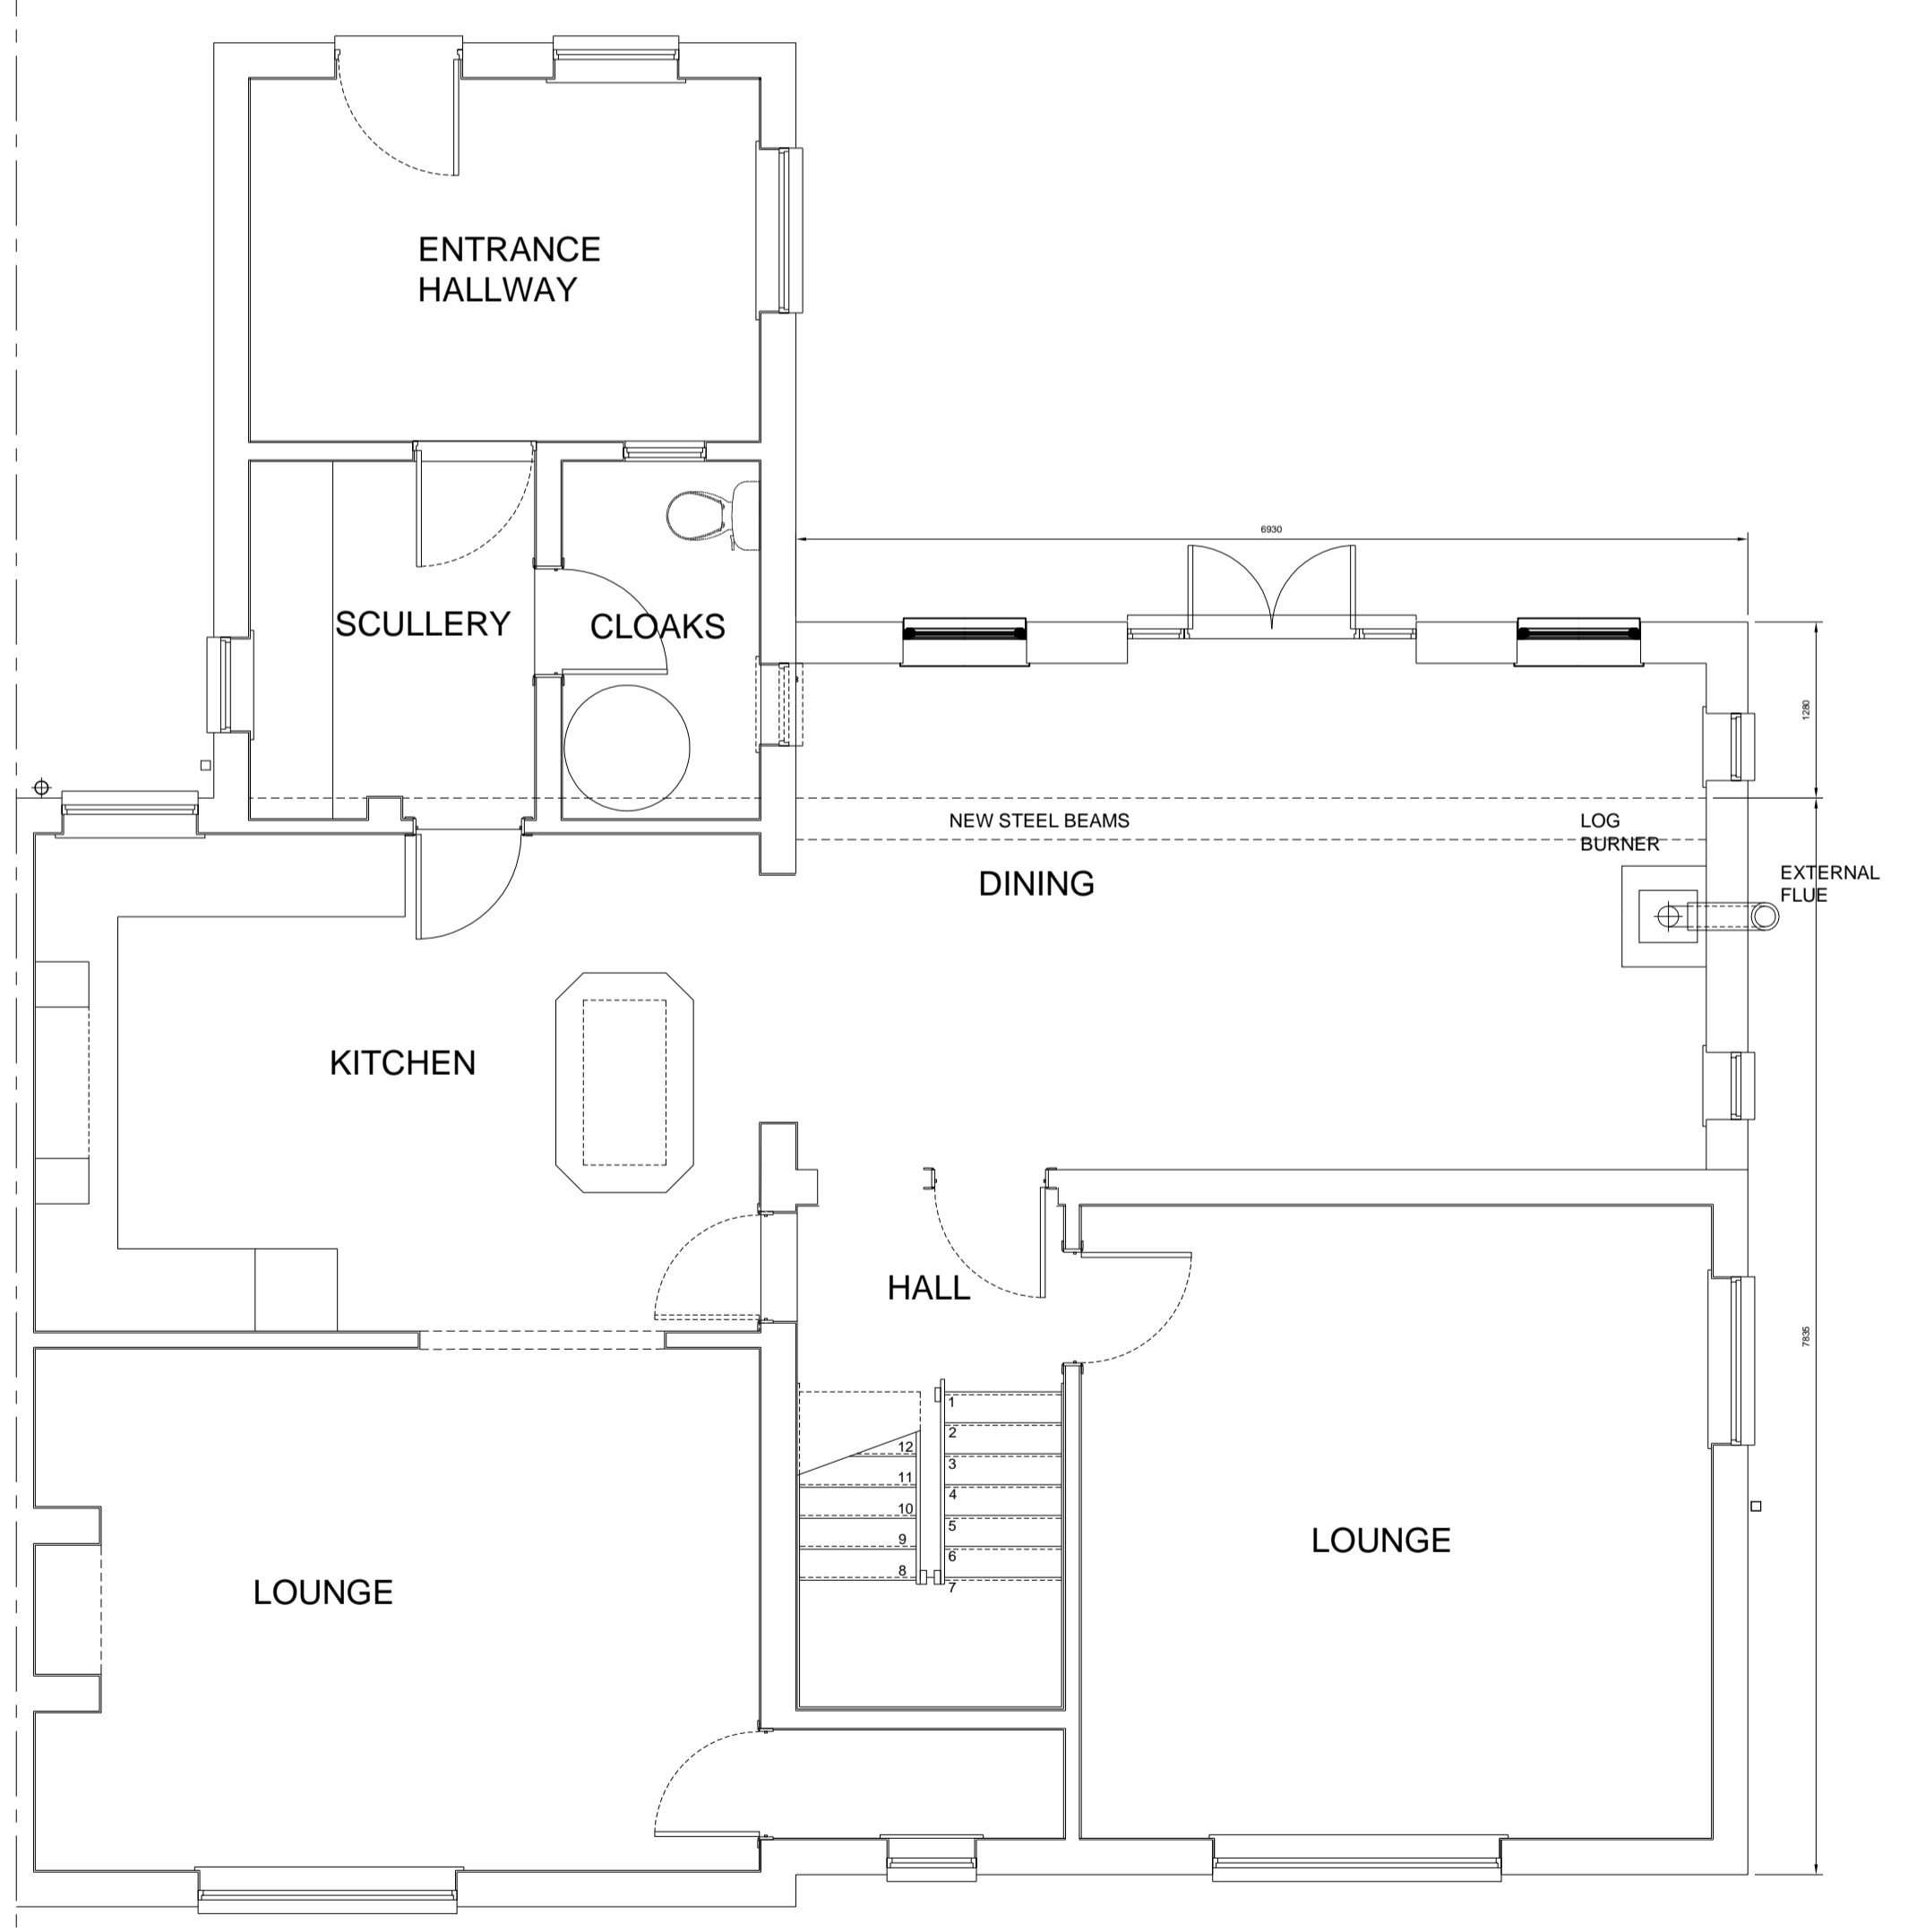 ENTRANCE
HALLWAY
6930
SCULLERY
CLOAKS
1280
NEW STEEL BEAMS
LOG
BURNER
DINING
EXTERNAL
FLUE
KITCHEN
HALL
7835
1
2
3
4
5
6
7
12
11
10
9
8
LOUNGE
LOUNGE